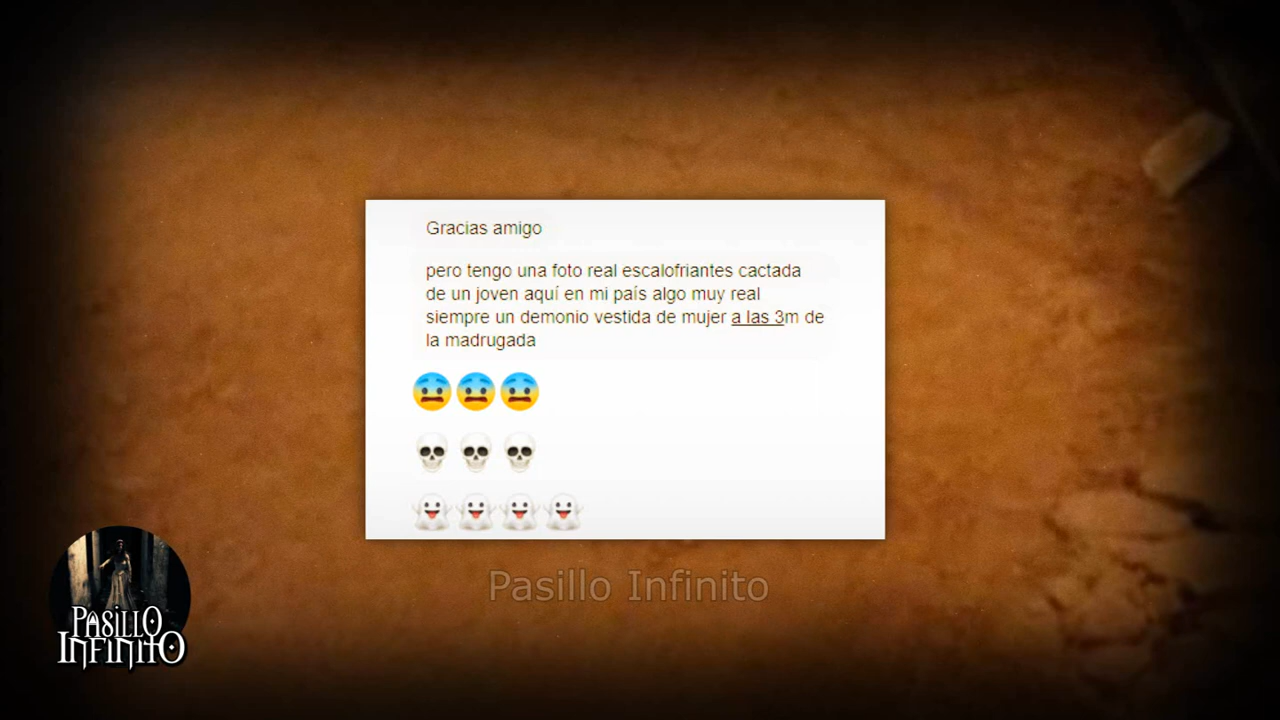 Gracias amigo
pero tengo una foto real escalofriantes cactada
de un joven aquí en mi país algo muy real
siempre un demonio vestida de mujer a las 3m de
la madrugada
😨😨😨
💀💀💀
👻👻👻👻
Pasillo Infinito
PASILLO
INFINITO